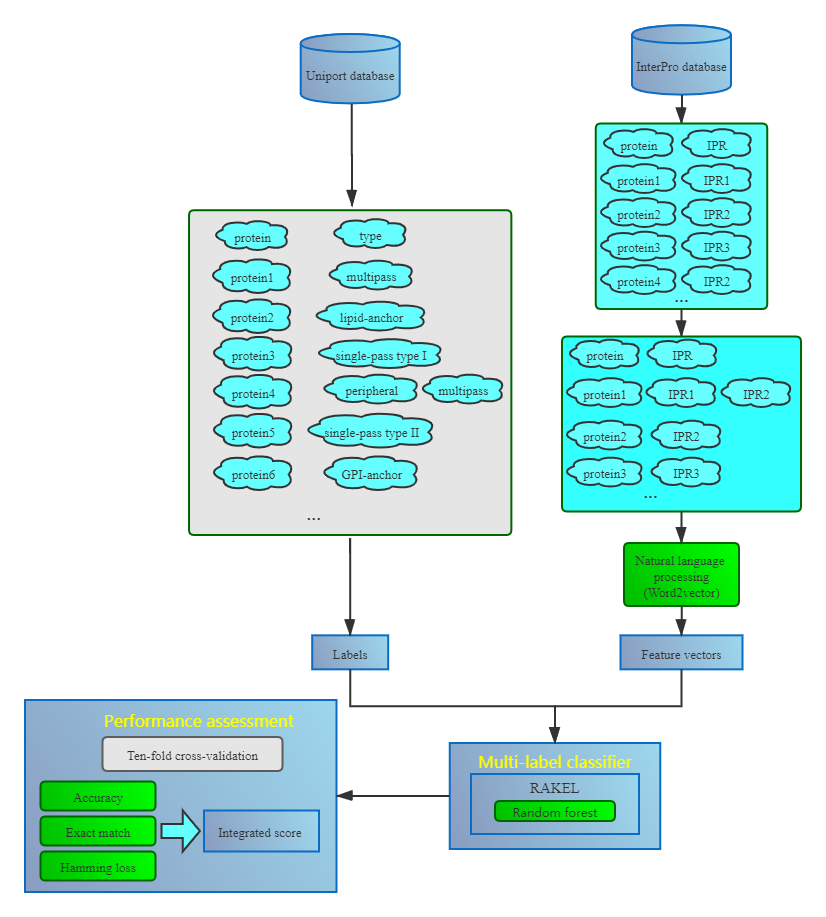 Uniport database
InterPro database
protein IPR
protein1 IPR1
protein2 IPR2
protein3 IPR3
protein4 IPR2
...
protein type
protein1 multipass
protein2 lipid-anchor
protein3 single-pass type I
protein4 peripheral multipass
protein5 single-pass type II
protein6 GPI-anchor
...
protein IPR
protein1 IPR1 IPR2
protein2 IPR2
protein3 IPR3
...
Natural language
processing
(Word2vector)
Labels
Feature vectors
Performance assessment
Ten-fold cross-validation
Accuracy
Exact match
Hamming loss
Integrated score
Multi-label classifier
RAKEL
Random forest